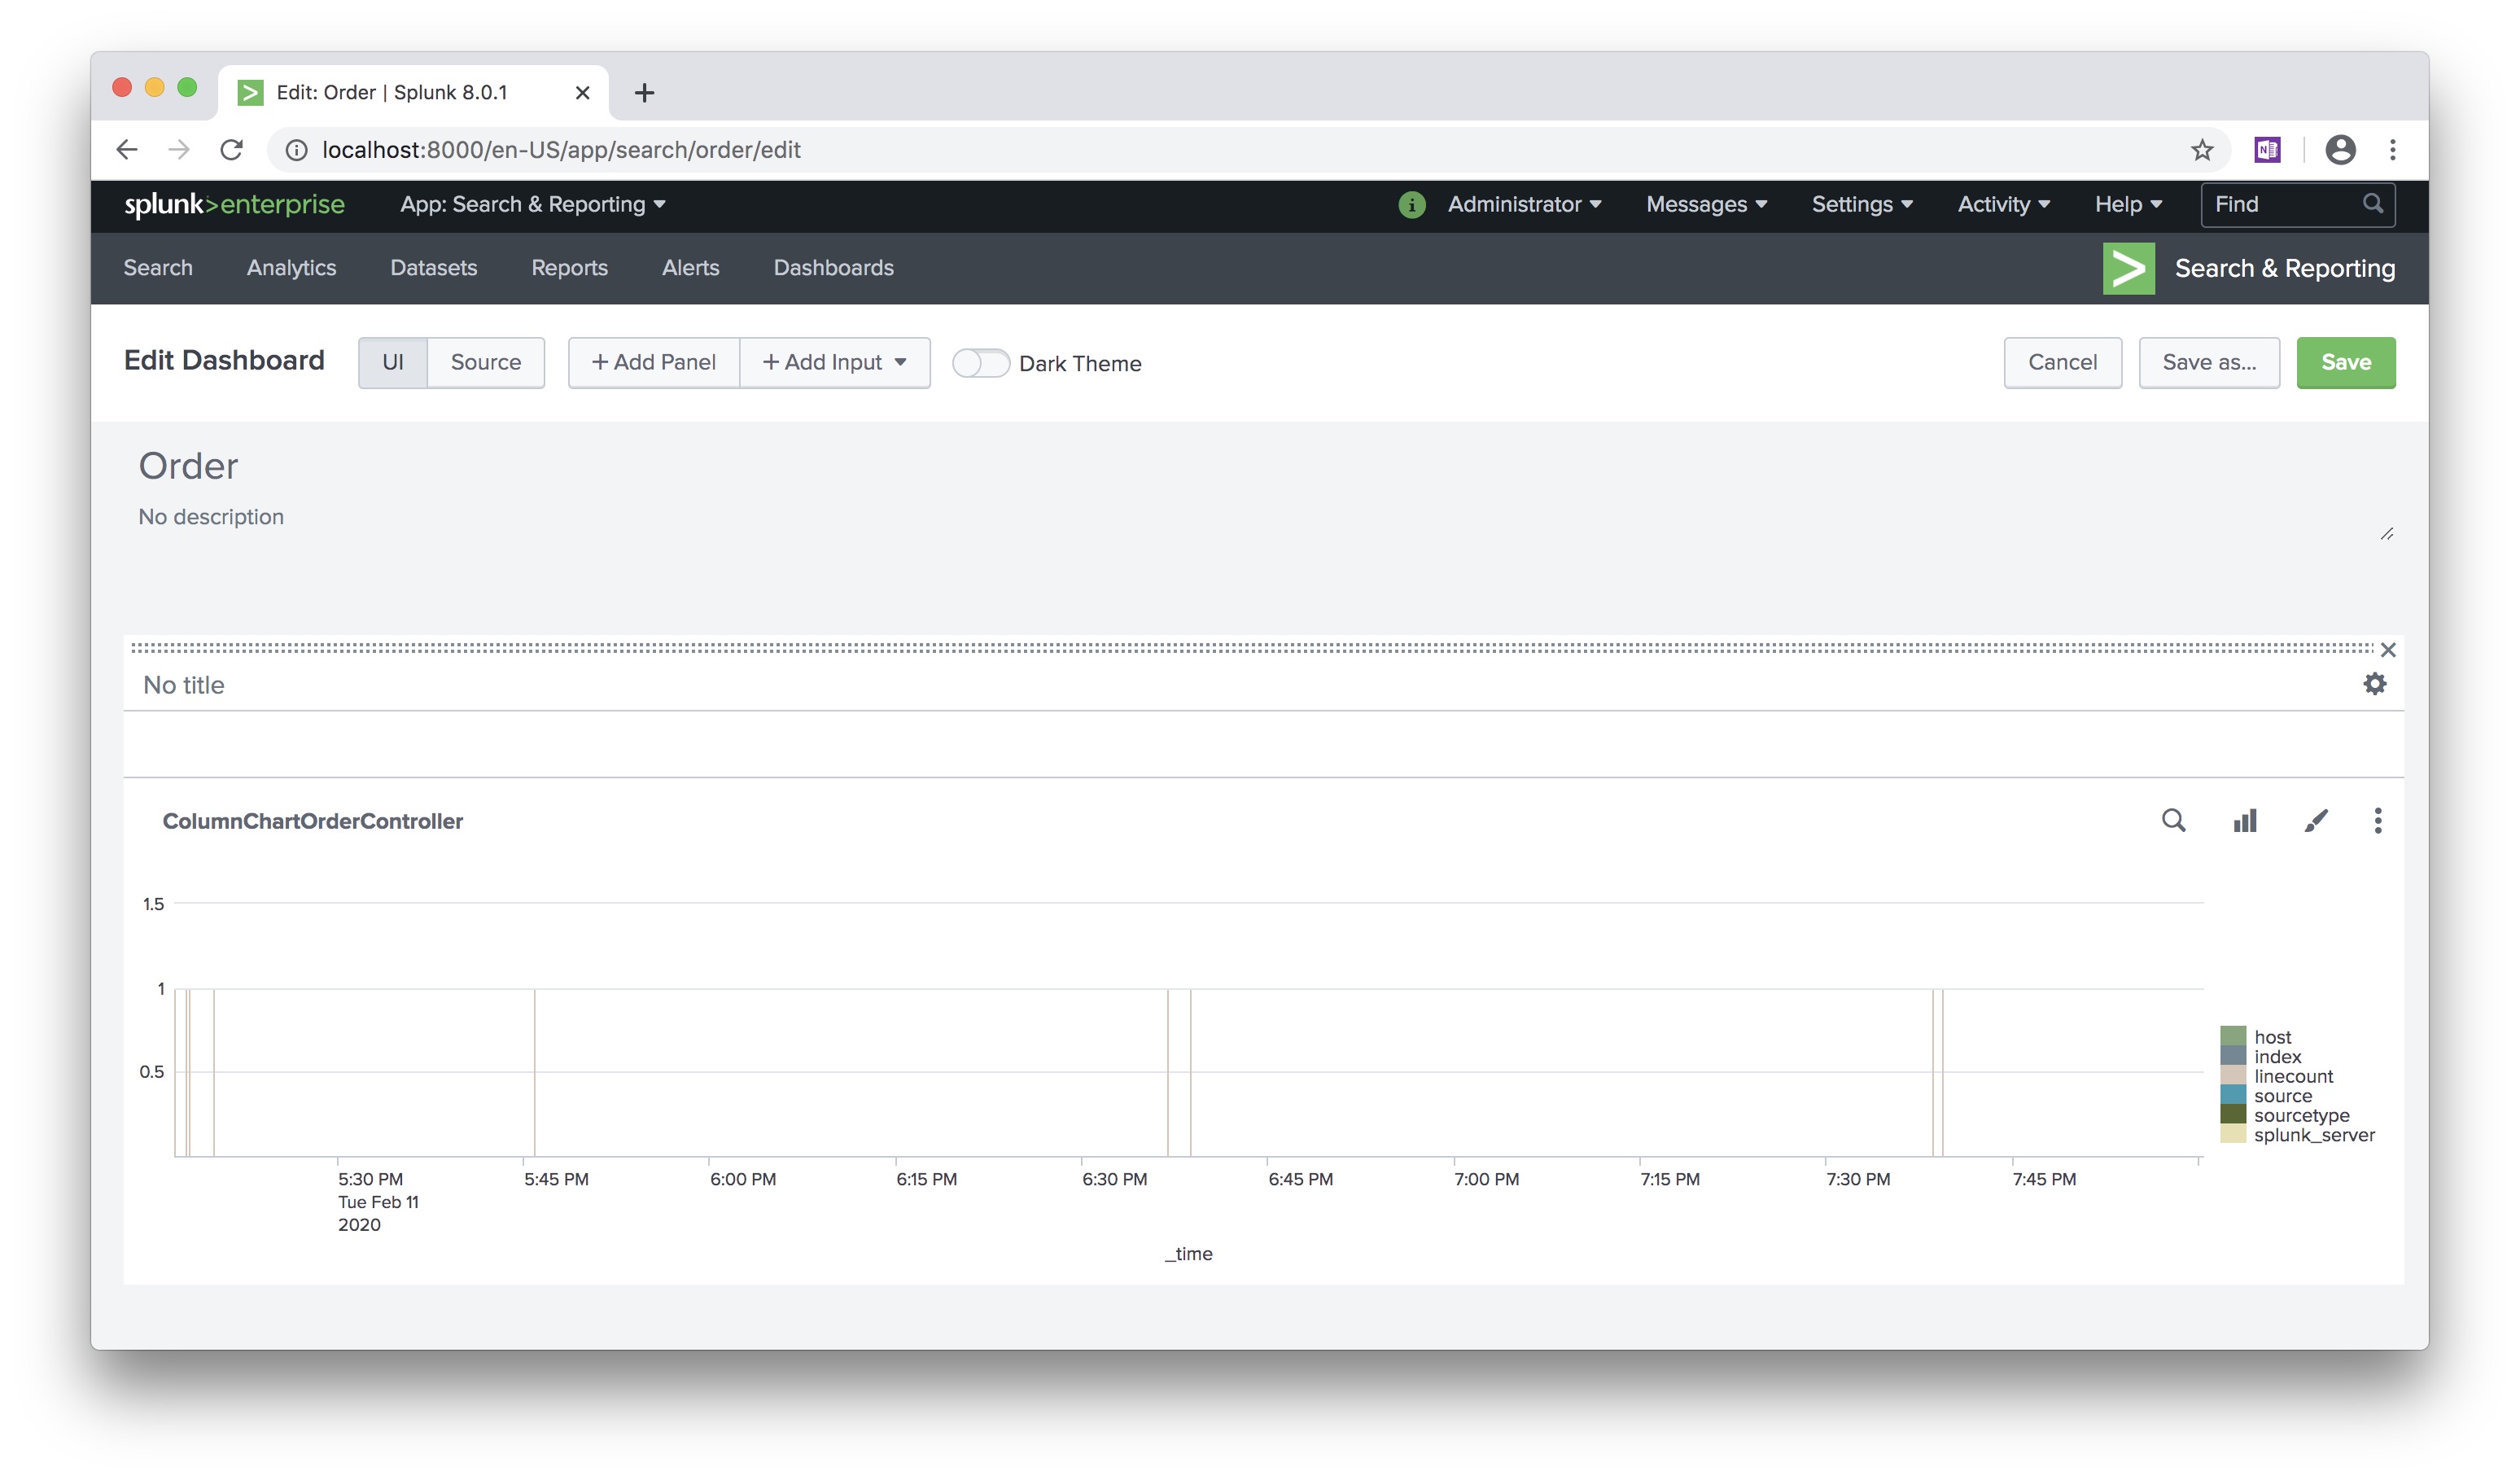 Edit: Order | Splunk 8.0.1
localhost:8000/en-US/app/search/order/edit
N
splunk>enterprise App: Search & Reporting i Administrator Messages Settings Activity Help Find
Search Analytics Datasets Reports Alerts Dashboards > Search & Reporting
Edit Dashboard UI Source + Add Panel + Add Input Dark Theme Cancel Save as... Save
Order
No description
No title
ColumnChartOrderController
1.5
1
0.5
host
index
linecount
source
sourcetype
splunk_server
5:30 PM 5:45 PM 6:00 PM 6:15 PM 6:30 PM 6:45 PM 7:00 PM 7:15 PM 7:30 PM 7:45 PM
Tue Feb 11
2020
_time